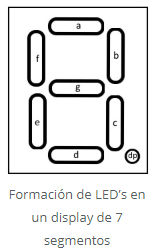 a
f
b
g
e
c
d
dp
Formación de LED's en
un display de 7
segmentos